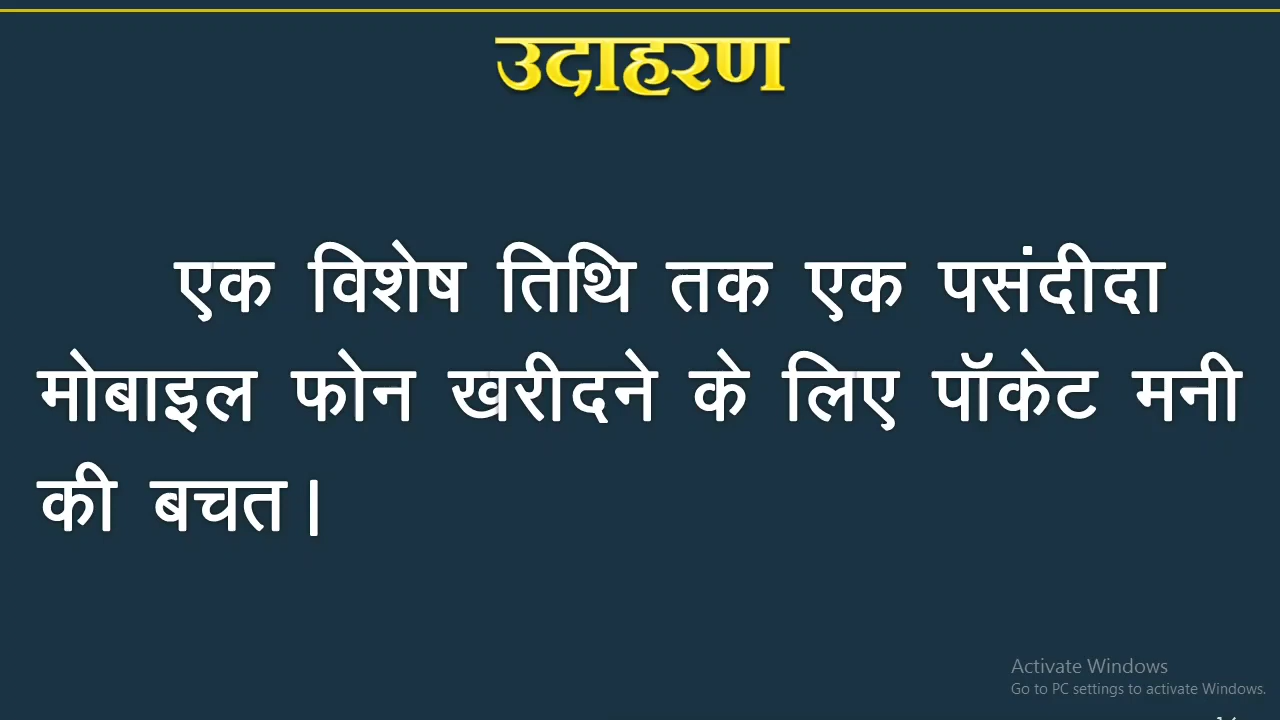 उदाहरण
एक विशेष तिथि तक एक पसंदीदा
मोबाइल फोन खरीदने के लिए पॉकेट मनी
की बचत।
Activate Windows
Go to PC settings to activate Windows.